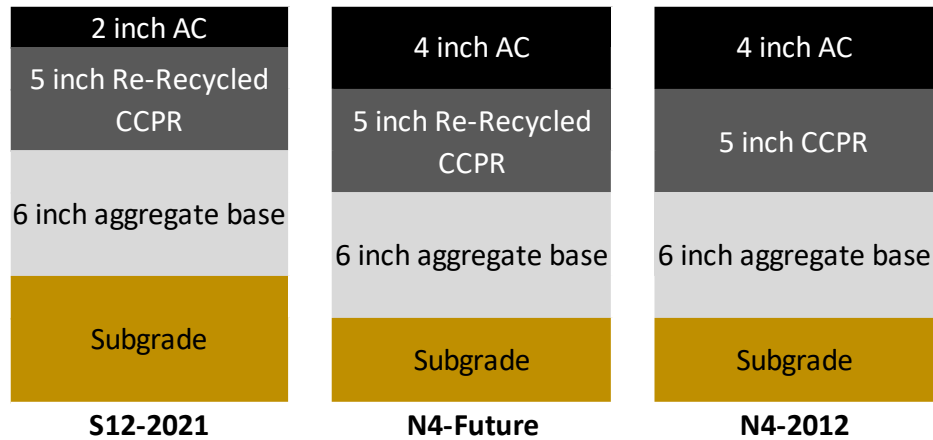 2 inch AC
5 inch Re-Recycled
CCPR
6 inch aggregate base
Subgrade
S12-2021
4 inch AC
5 inch Re-Recycled
CCPR
6 inch aggregate base
Subgrade
N4-Future
4 inch AC
5 inch CCPR
6 inch aggregate base
Subgrade
N4-2012